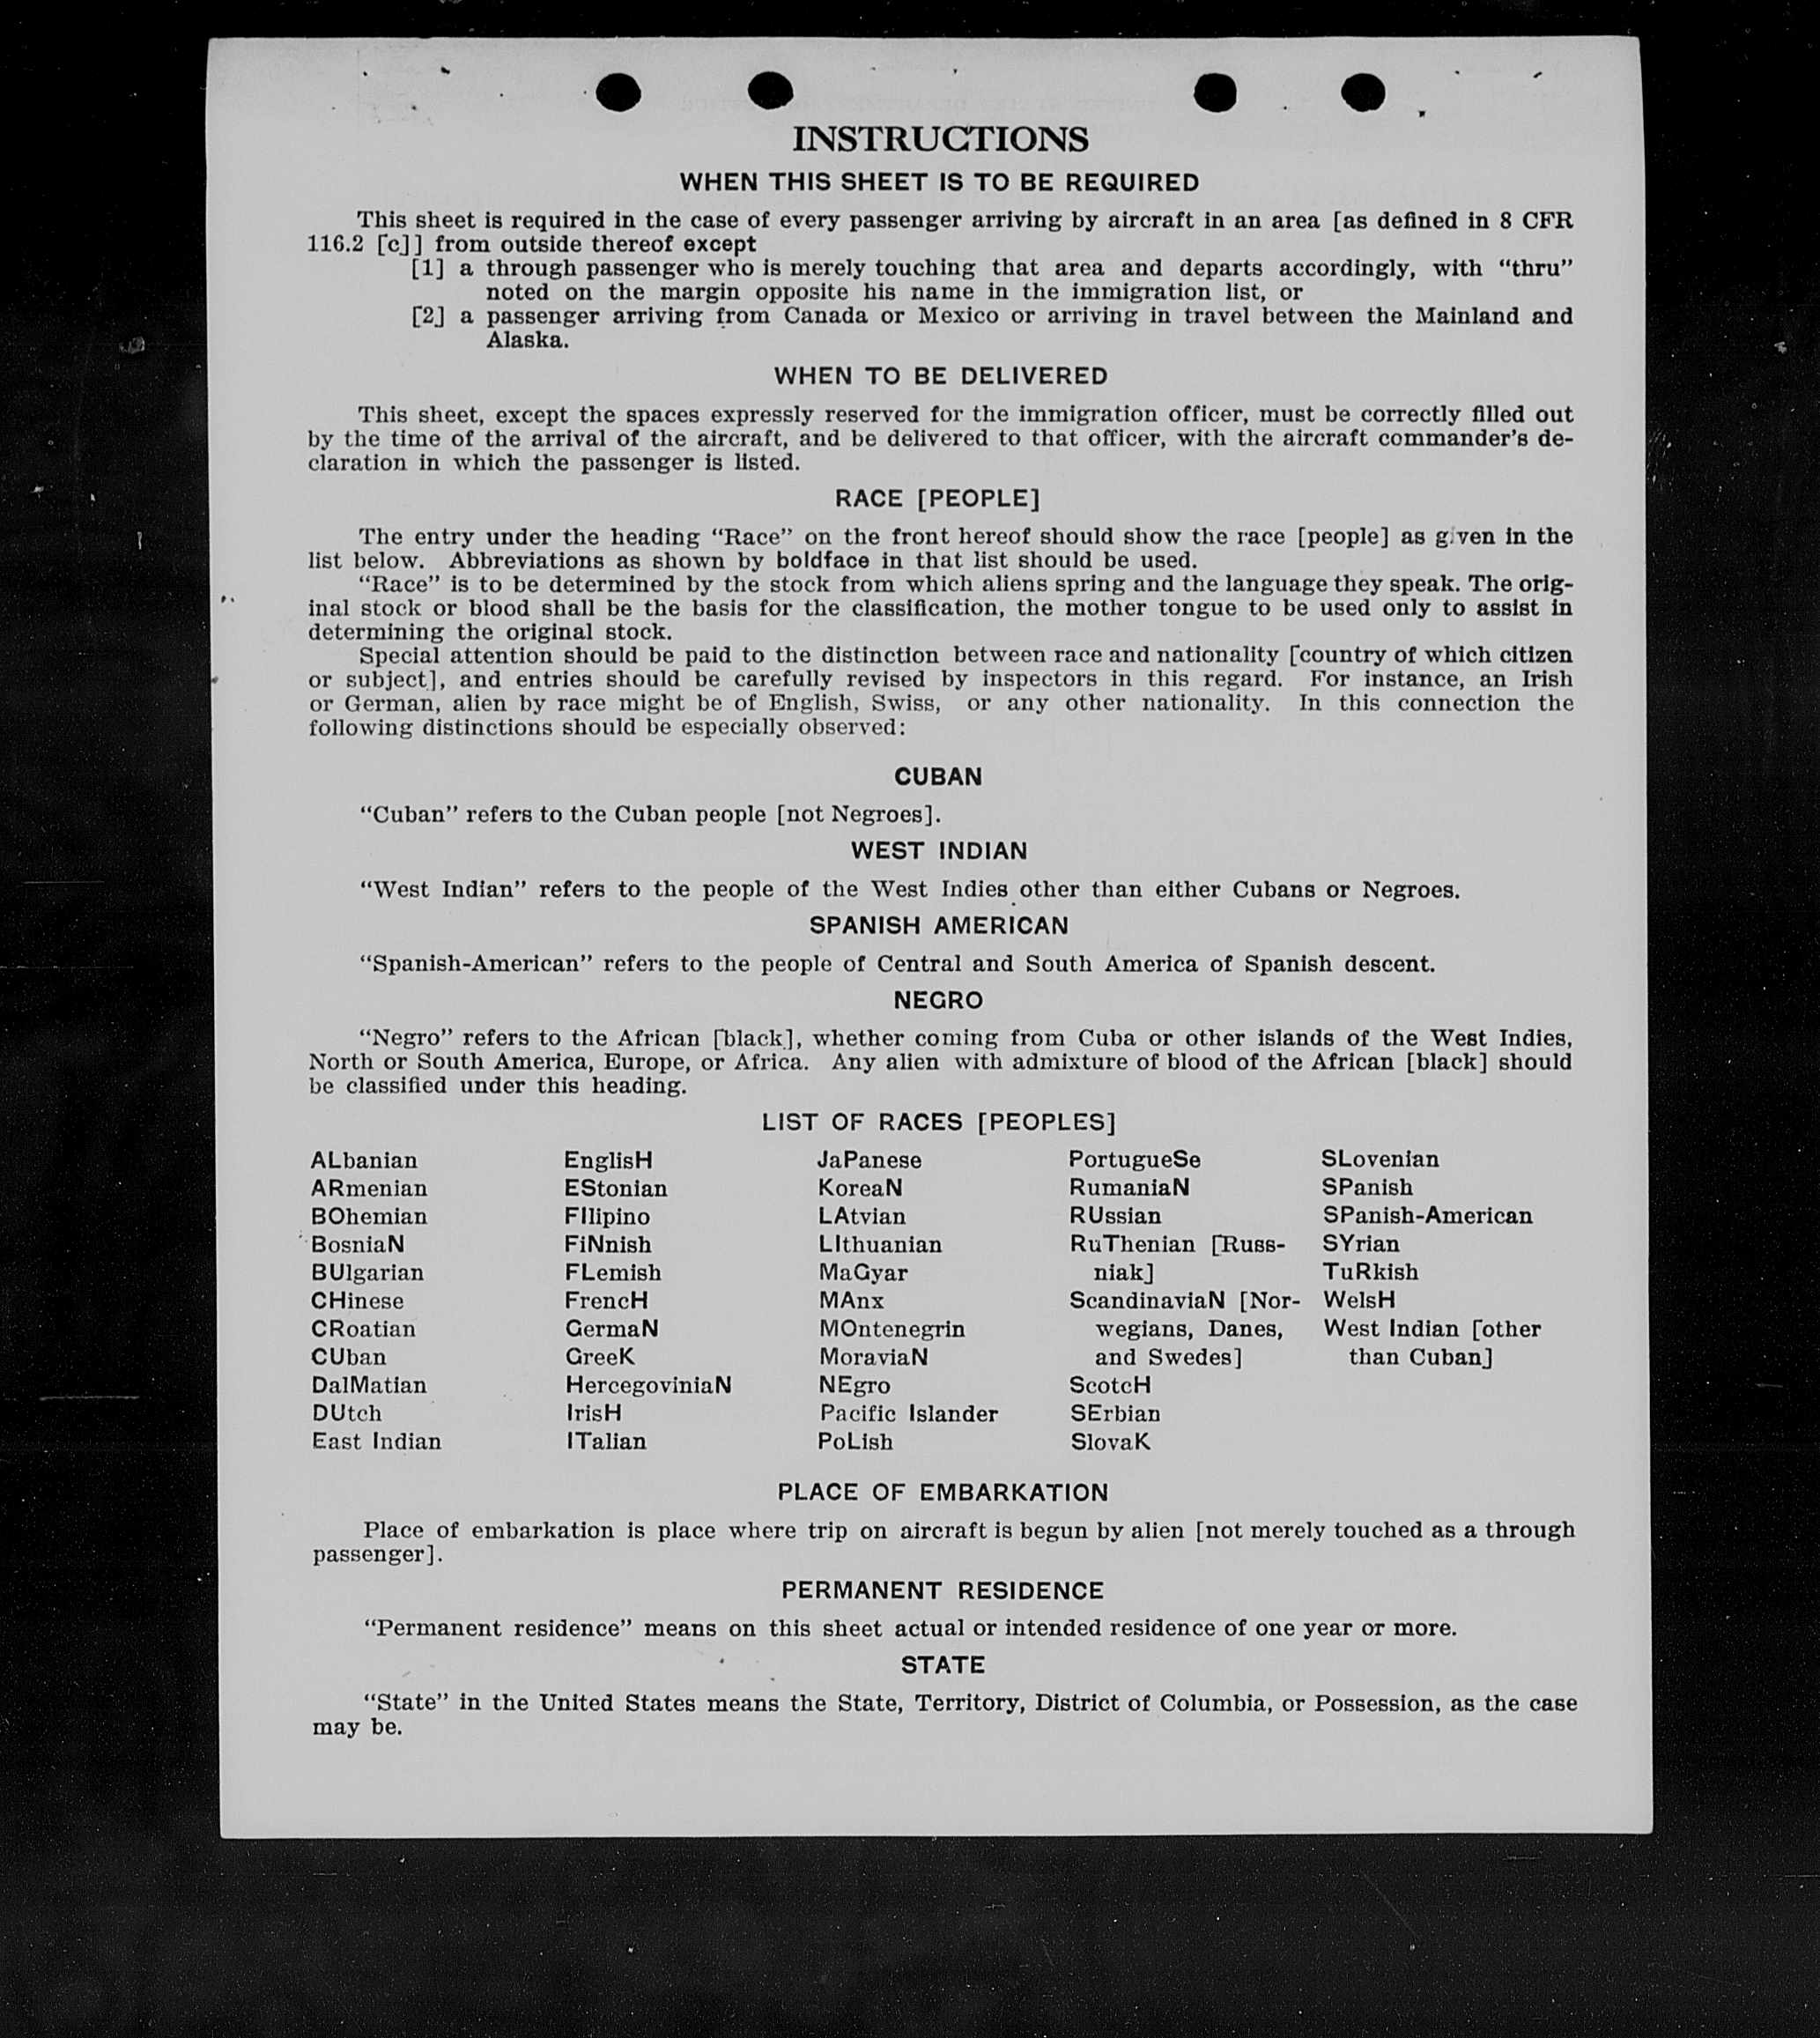 INSTRUCTIONS
WHEN THIS SHEET IS TO BE REQUIRED
This sheet is required in the case of every passenger arriving by aircraft in an area [as defined in 8 CFR
116.2 [c]] from outside thereof except
[1] a through passenger who is merely touching that area and departs accordingly, with “thru”
noted on the margin opposite his name in the immigration list, or
[2] a passenger arriving from Canada or Mexico or arriving in travel between the Mainland and
Alaska.
WHEN TO BE DELIVERED
This sheet, except the spaces expressly reserved for the immigration officer, must be correctly filled out
by the time of the arrival of the aircraft, and be delivered to that officer, with the aircraft commander’s de-
claration in which the passenger is listed.
RACE [PEOPLE]
The entry under the heading “Race” on the front hereof should show the race [people] as given in the
list below. Abbreviations as shown by boldface in that list should be used.
“Race” is to be determined by the stock from which aliens spring and the language they speak. The orig-
inal stock or blood shall be the basis for the classification, the mother tongue to be used only to assist in
determining the original stock.
Special attention should be paid to the distinction between race and nationality [country of which citizen
or subject], and entries should be carefully revised by inspectors in this regard. For instance, an Irish
or German, alien by race might be of English, Swiss, or any other nationality. In this connection the
following distinctions should be especially observed:
CUBAN
“Cuban” refers to the Cuban people [not Negroes].
WEST INDIAN
“West Indian” refers to the people of the West Indies other than either Cubans or Negroes.
SPANISH AMERICAN
“Spanish-American” refers to the people of Central and South America of Spanish descent.
NEGRO
“Negro” refers to the African [black], whether coming from Cuba or other islands of the West Indies,
North or South America, Europe, or Africa. Any alien with admixture of blood of the African [black] should
be classified under this heading.
LIST OF RACES [PEOPLES]
ALbanian
ARmenian
BOhemian
BosniaN
BUlgarian
CHinese
CRoatian
CUban
DalMatian
DUtch
East Indian
EnglisH
EStonian
FIlipino
FiNnish
FLemish
FrencH
GermaN
GreeK
HercegoviniaN
IrisH
ITalian
JaPanese
KoreaN
LAtvian
LIthuanian
MaGyar
MAnx
MOntenegrin
MoraviaN
NEgro
Pacific Islander
PoLish
PortugueSe
RumaniaN
RUssian
RuThenian [Russ-
niak]
ScandinaviaN [Nor-
wegians, Danes,
and Swedes]
ScotcH
SErbian
SlovaK
SLovenian
SPanish
SPanish-American
SYrian
TuRkish
WelsH
West Indian [other
than Cuban]
PLACE OF EMBARKATION
Place of embarkation is place where trip on aircraft is begun by alien [not merely touched as a through
passenger].
PERMANENT RESIDENCE
“Permanent residence” means on this sheet actual or intended residence of one year or more.
STATE
“State” in the United States means the State, Territory, District of Columbia, or Possession, as the case
may be.